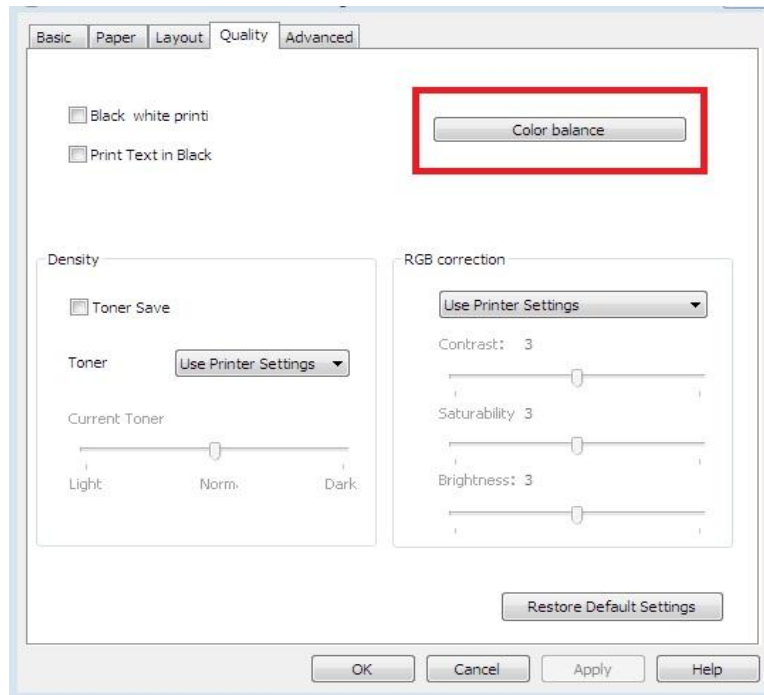 Basic Paper Layout Quality Advanced
Black white printi
Color balance
Print Text in Black
Density
Toner Save
Toner Use Printer Settings
Current Toner
Light Norm. Dark
RGB correction
Use Printer Settings
Contrast: 3
Saturability 3
Brightness: 3
Restore Default Settings
OK Cancel Apply Help